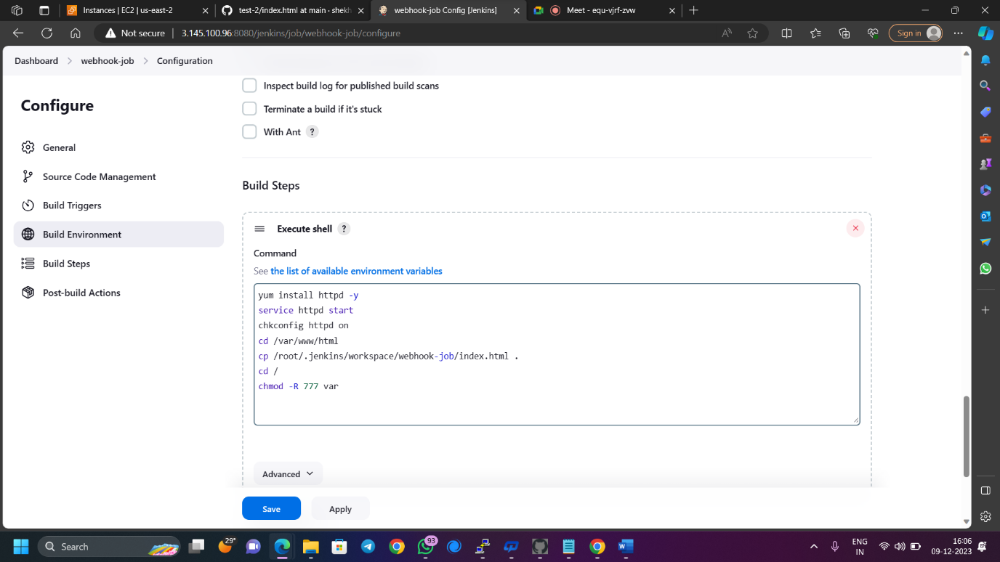 Instances | EC2 | us-east-2
test-2/index.html at main · shekh
webhook-job Config [Jenkins]
Meet - equ-vjrf-zvw
Not secure
3.145.100.96:8080/jenkins/job/webhook-job/configure
Sign in
Dashboard
webhook-job
Configuration
Configure
General
Source Code Management
Build Triggers
Build Environment
Build Steps
Post-build Actions
Inspect build log for published build scans
Terminate a build if it's stuck
With Ant ?
Build Steps
Execute shell ?
Command
See the list of available environment variables
yum install httpd -y
service httpd start
chkconfig httpd on
cd /var/www/html
cp /root/.jenkins/workspace/webhook-job/index.html .
cd /
chmod -R 777 var
Advanced
Save
Apply
Search
29°
93
ENG
IN
16:06
09-12-2023